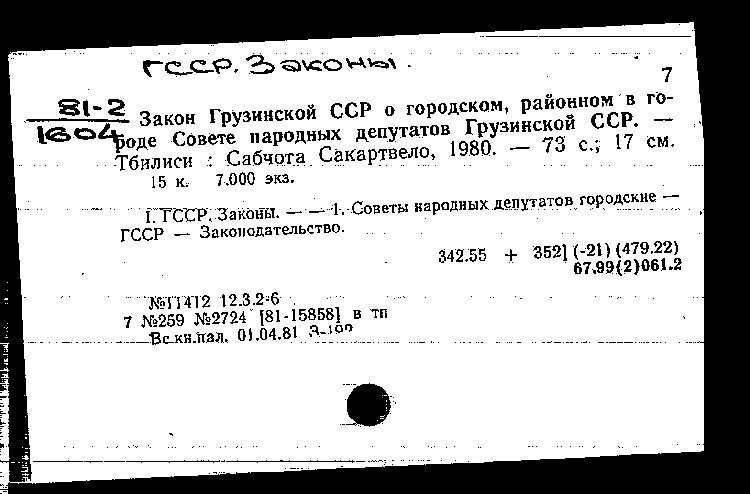 ГССР. Законы.
7
81-2
1604
Закон Грузинской ССР о городском, районном в го-
роде Совете народных депутатов Грузинской ССР. —
Тбилиси : Сабчота Сакартвело, 1980. — 73 с.; 17 см.
15 к. 7.000 экз.
I. ГССР. Законы. — — 1. Советы народных депутатов городские —
ГССР — Законодательство.
342.55 + 352] (-21) (479.22)
67.99(2)061.2
№11412 12.3.2-6
7 №259 №2724 [81-15858] в тп
Вс.кн.пал. 01.04.81